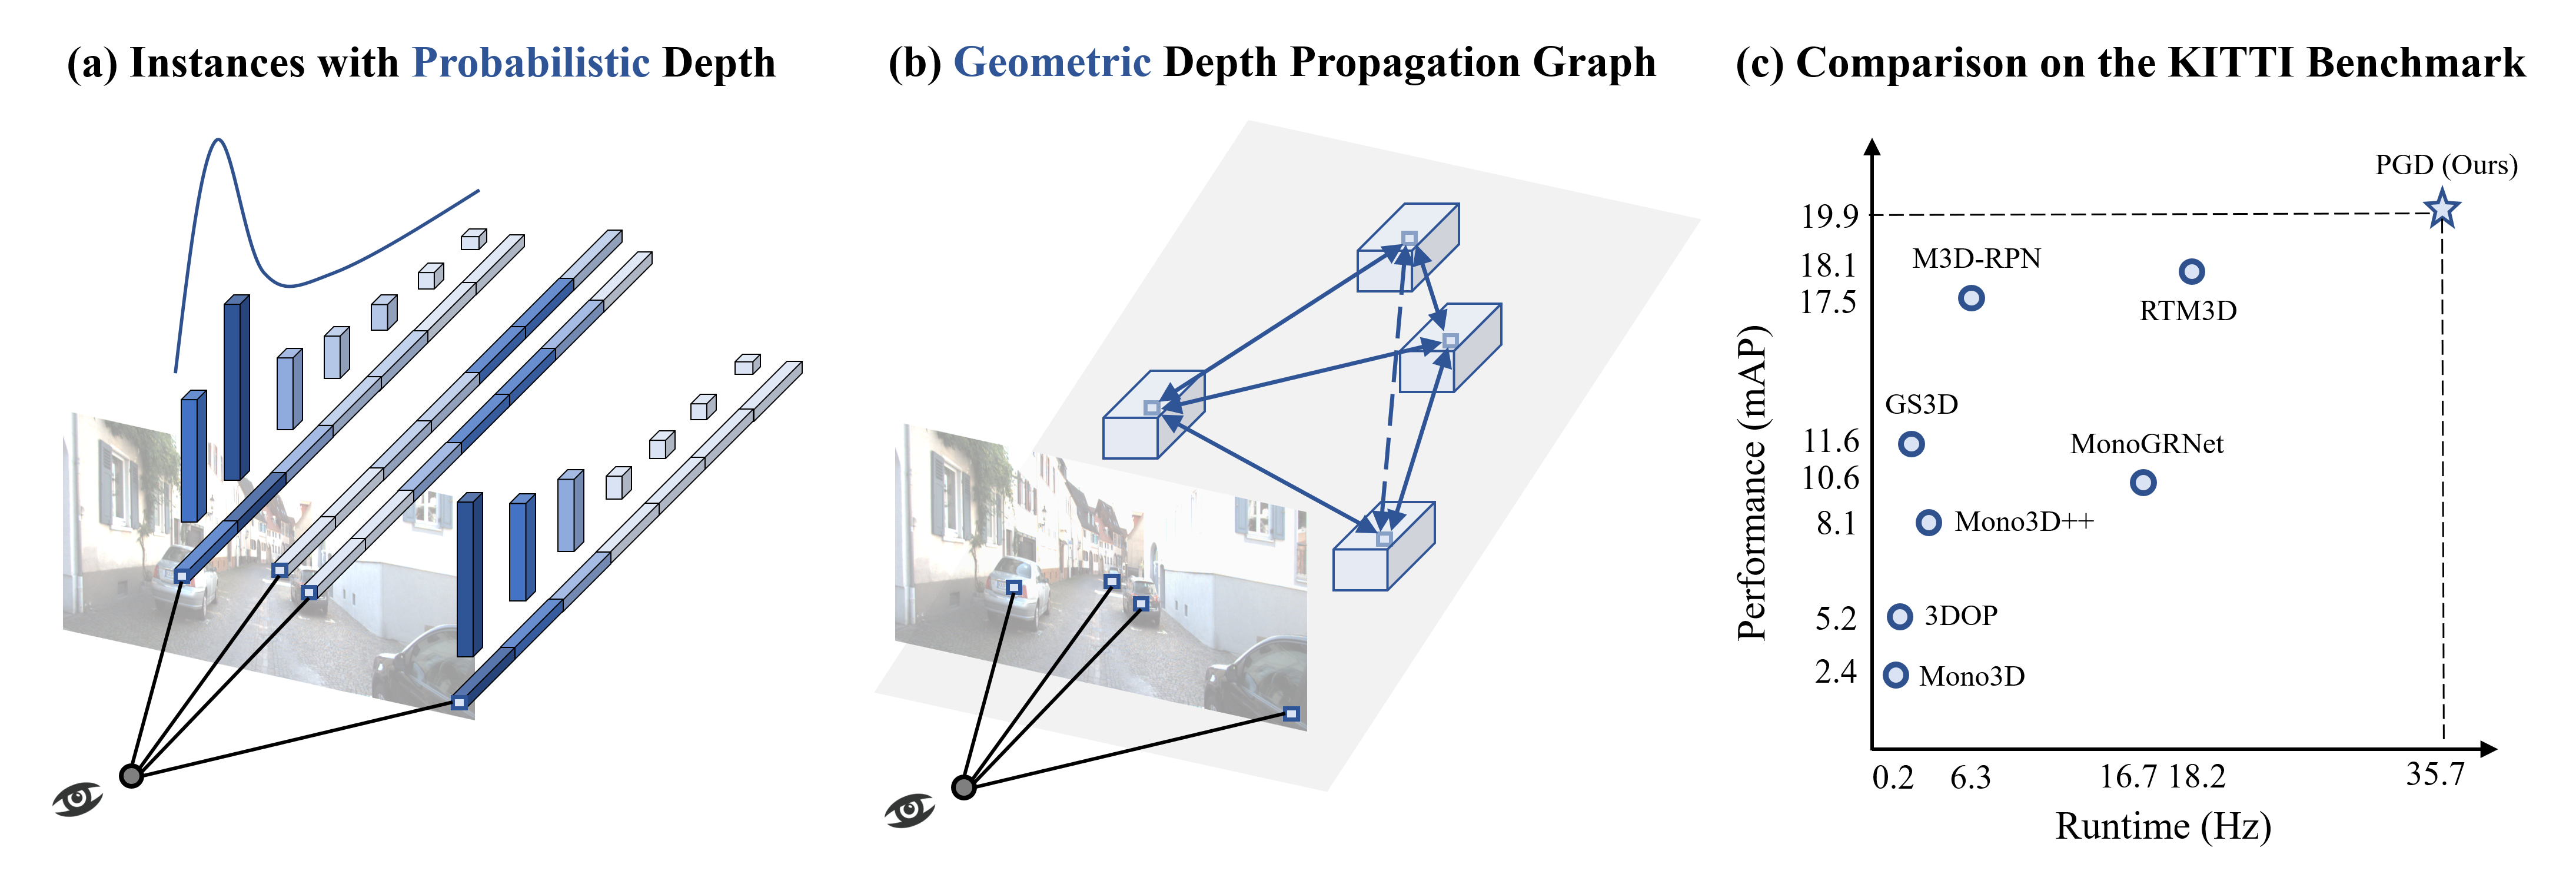 (a) Instances with Probabilistic Depth
(b) Geometric Depth Propagation Graph
(c) Comparison on the KITTI Benchmark
PGD (Ours)
19.9
M3D-RPN
18.1
17.5
RTM3D
GS3D
11.6
MonoGRNet
10.6
8.1
Mono3D++
5.2
3DOP
2.4
Mono3D
Performance (mAP)
0.2 6.3 16.7 18.2 35.7
Runtime (Hz)